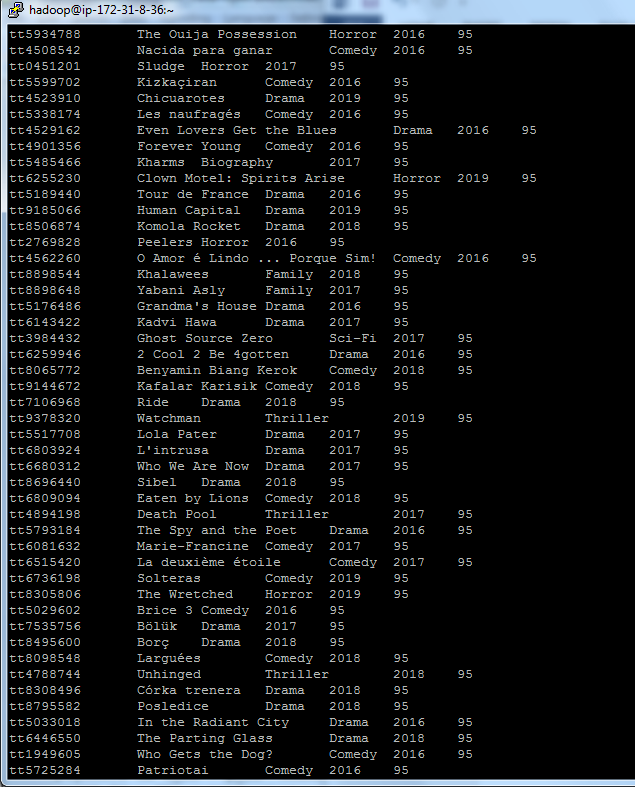 hadoop@ip-172-31-8-36:~
tt5934788 The Ouija Possession Horror 2016 95
tt4508542 Nacida para ganar Comedy 2016 95
tt0451201 Sludge Horror 2017 95
tt5599702 Kizkaçiran Comedy 2016 95
tt4523910 Chicuarotes Drama 2019 95
tt5338174 Les naufragés Comedy 2016 95
tt4529162 Even Lovers Get the Blues Drama 2016 95
tt4901356 Forever Young Comedy 2016 95
tt5485466 Kharms Biography 2017 95
tt6255230 Clown Motel: Spirits Arise Horror 2019 95
tt5189440 Tour de France Drama 2016 95
tt9185066 Human Capital Drama 2019 95
tt8506874 Komola Rocket Drama 2018 95
tt2769828 Peelers Horror 2016 95
tt4562260 O Amor é Lindo ... Porque Sim! Comedy 2016 95
tt8898544 Khalawees Family 2018 95
tt8898648 Yabani Asly Family 2017 95
tt5176486 Grandma's House Drama 2016 95
tt6143422 Kadvi Hawa Drama 2017 95
tt3984432 Ghost Source Zero Sci-Fi 2017 95
tt6259946 2 Cool 2 Be 4gotten Drama 2016 95
tt8065772 Benyamin Biang Kerok Comedy 2018 95
tt9144672 Kafalar Karisik Comedy 2018 95
tt7106968 Ride Drama 2018 95
tt9378320 Watchman Thriller 2019 95
tt5517708 Lola Pater Drama 2017 95
tt6803924 L'intrusa Drama 2017 95
tt6680312 Who We Are Now Drama 2017 95
tt8696440 Sibel Drama 2018 95
tt6809094 Eaten by Lions Comedy 2018 95
tt4894198 Death Pool Thriller 2017 95
tt5793184 The Spy and the Poet Drama 2016 95
tt6081632 Marie-Francine Comedy 2017 95
tt6515420 La deuxième étoile Comedy 2017 95
tt6736198 Solteras Comedy 2019 95
tt8305806 The Wretched Horror 2019 95
tt5029602 Brice 3 Comedy 2016 95
tt7535756 Bölük Drama 2017 95
tt8495600 Borç Drama 2018 95
tt8098548 Larguées Comedy 2018 95
tt4788744 Unhinged Thriller 2018 95
tt8308496 Córka trenera Drama 2018 95
tt8795582 Posledice Drama 2018 95
tt5033018 In the Radiant City Drama 2016 95
tt6446550 The Parting Glass Drama 2018 95
tt1949605 Who Gets the Dog? Comedy 2016 95
tt5725284 Patriotai Comedy 2016 95